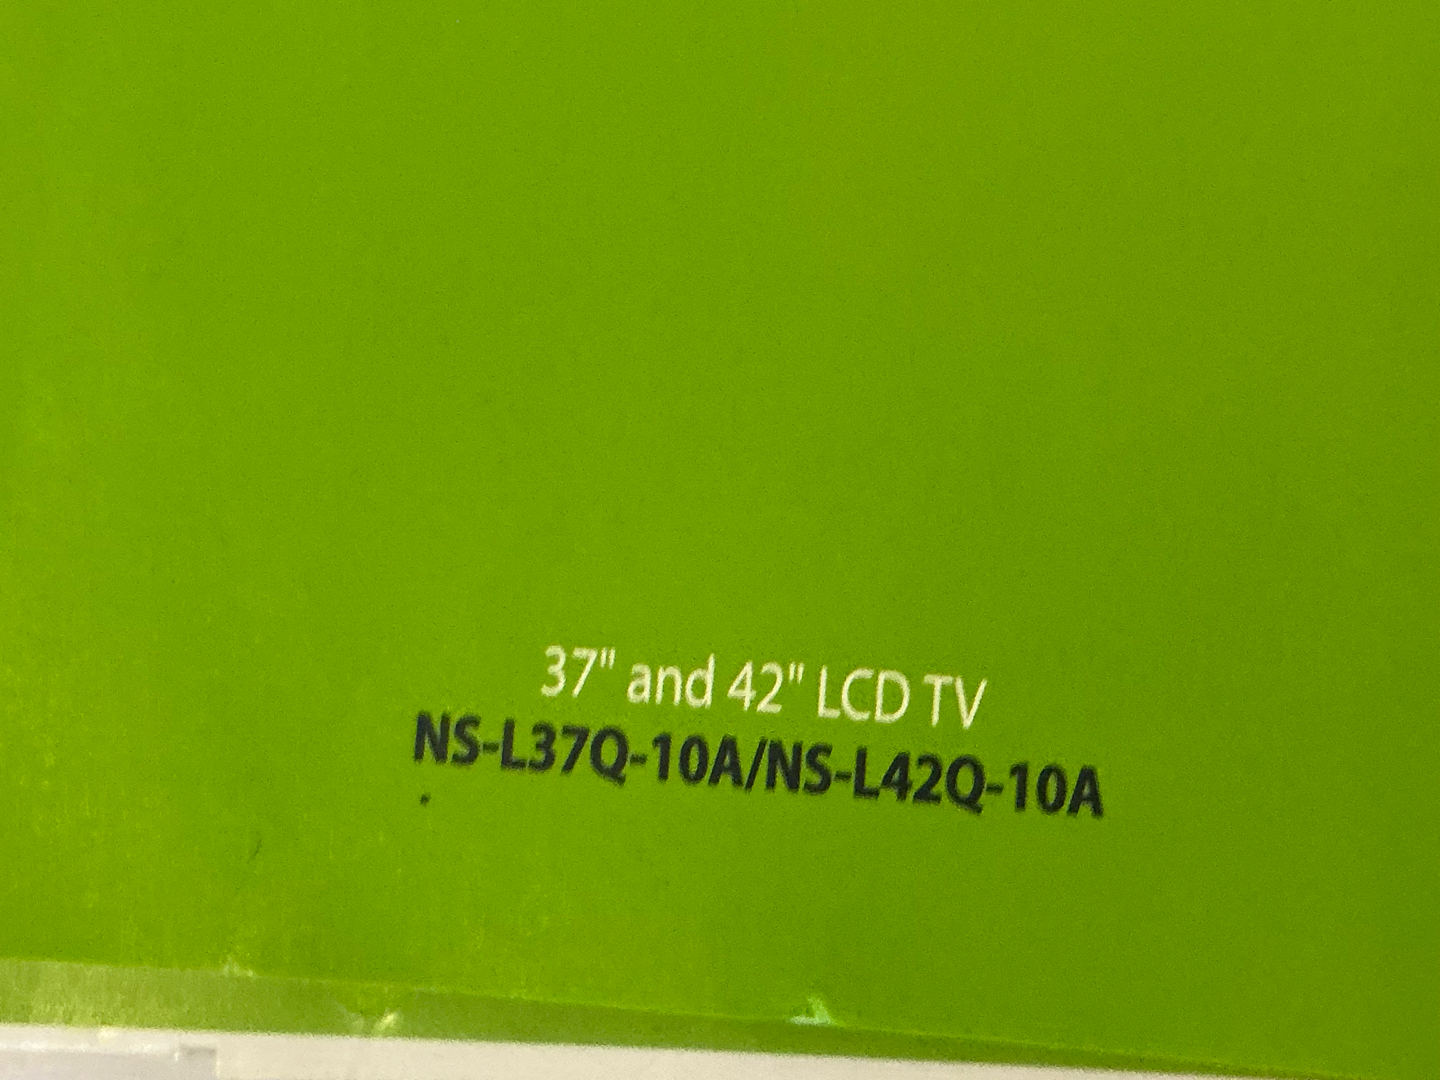 37" and 42" LCD TV
NS-L37Q-10A/NS-L42Q-10A